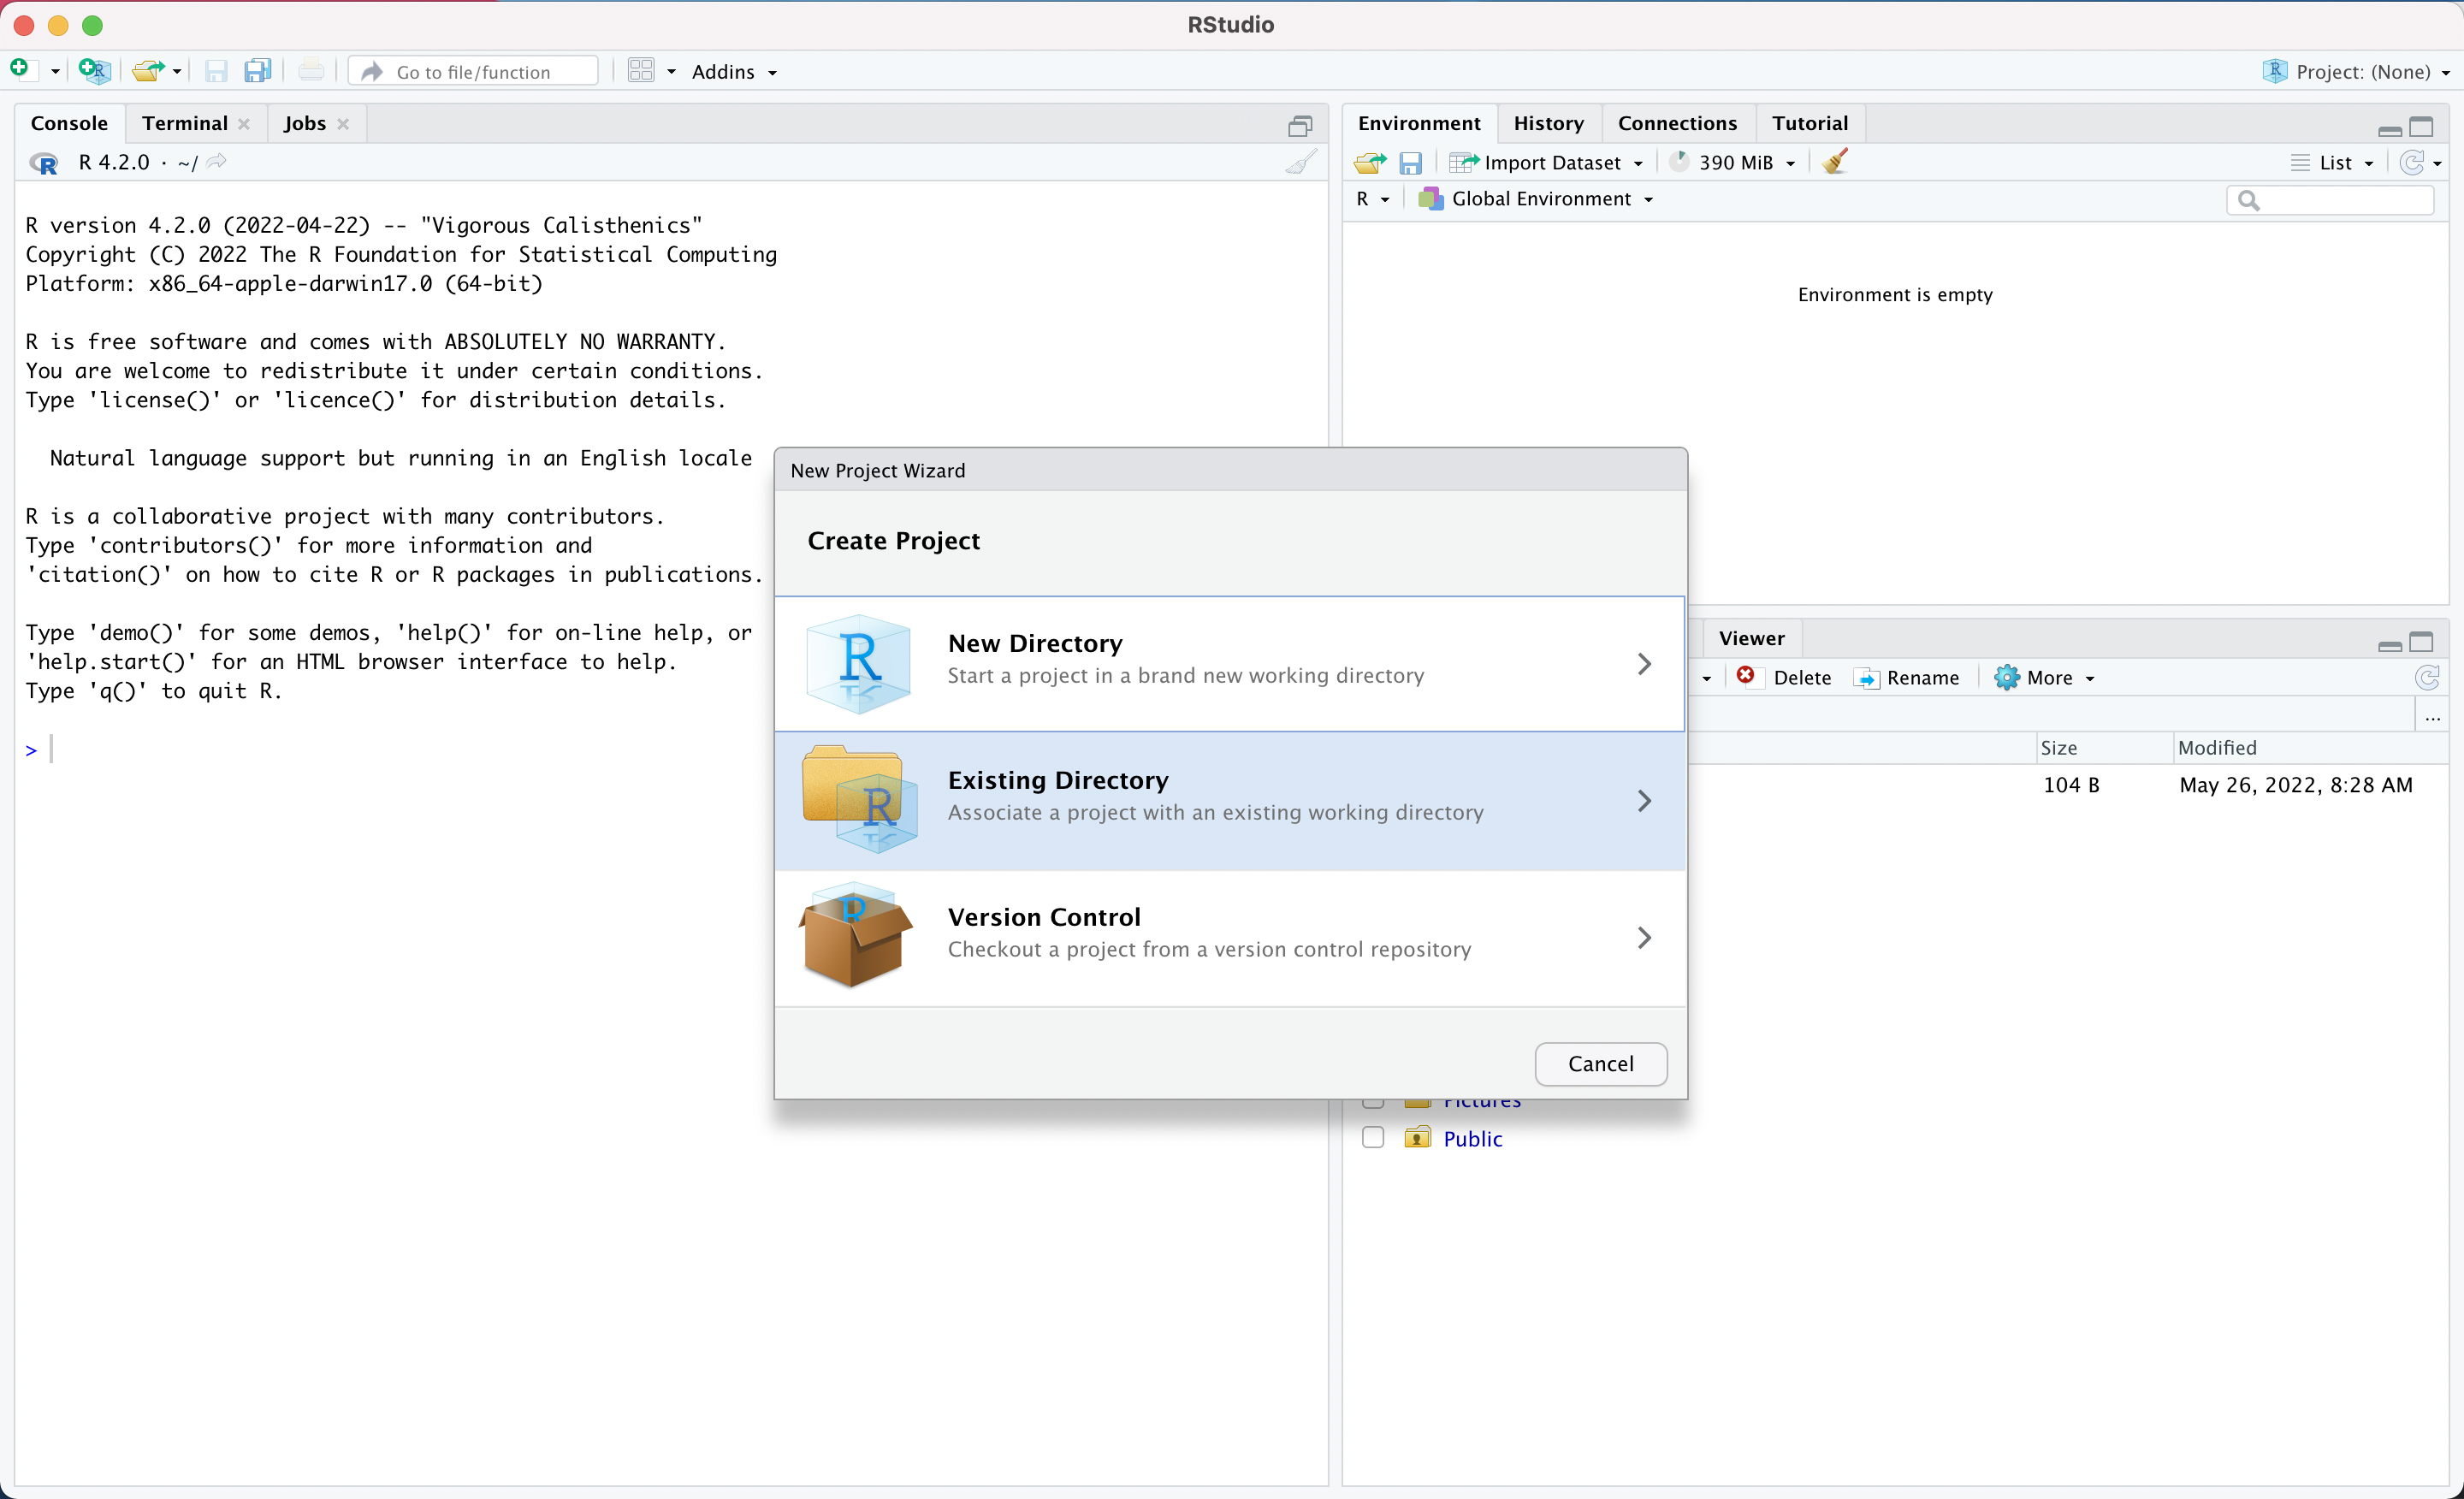 RStudio
Go to file/function
Addins
Project: (None)
Console
Terminal
Jobs
R 4.2.0 · ~/
R version 4.2.0 (2022-04-22) -- "Vigorous Calisthenics"
Copyright (C) 2022 The R Foundation for Statistical Computing
Platform: x86_64-apple-darwin17.0 (64-bit)
R is free software and comes with ABSOLUTELY NO WARRANTY.
You are welcome to redistribute it under certain conditions.
Type 'license()' or 'licence()' for distribution details.
Natural language support but running in an English locale
R is a collaborative project with many contributors.
Type 'contributors()' for more information and
'citation()' on how to cite R or R packages in publications.
Type 'demo()' for some demos, 'help()' for on-line help, or
'help.start()' for an HTML browser interface to help.
Type 'q()' to quit R.
>
Environment
History
Connections
Tutorial
Import Dataset
390 MiB
List
R
Global Environment
Environment is empty
New Project Wizard
Create Project
New Directory
Start a project in a brand new working directory
Existing Directory
Associate a project with an existing working directory
Version Control
Checkout a project from a version control repository
Cancel
Viewer
Delete
Rename
More
...
Size
Modified
104 B
May 26, 2022, 8:28 AM
Pictures
Public